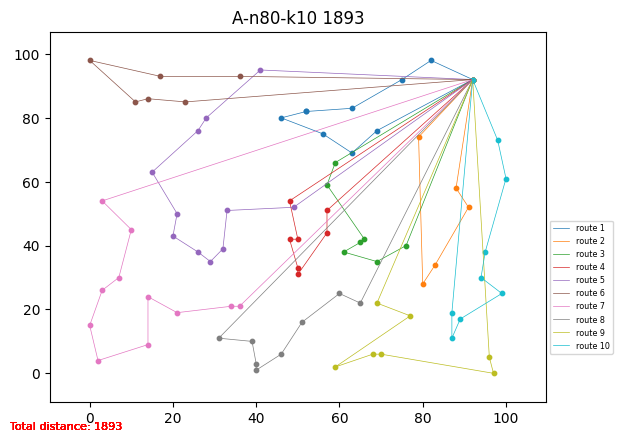 A-n80-k10 1893
100
80
60
40
20
0
0 20 40 60 80 100
route 1
route 2
route 3
route 4
route 5
route 6
route 7
route 8
route 9
route 10
Total distance: 1893